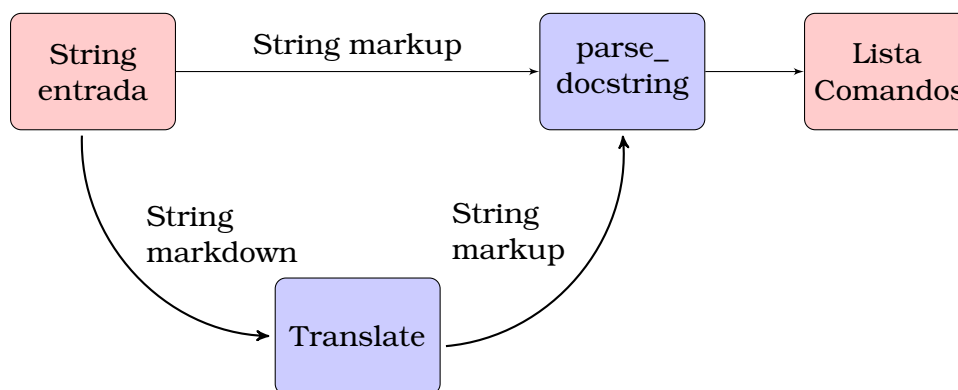 String
entrada
String markup
parse_
docstring
Lista
Comandos
String
markdown
String
markup
Translate